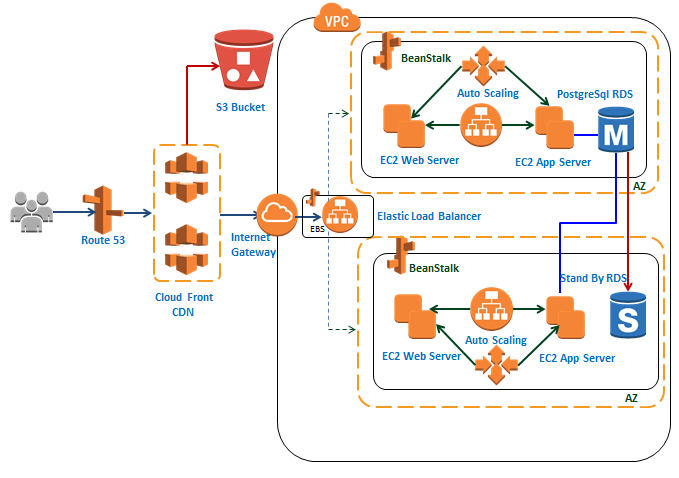 VPC
BeanStalk
Auto Scaling
PostgreSql RDS
M
S3 Bucket
EC2 Web Server
EC2 App Server
AZ
Route 53
Internet
Gateway
EBS
Elastic Load Balancer
Cloud Front
CDN
BeanStalk
Stand By RDS
S
Auto Scaling
EC2 Web Server
EC2 App Server
AZ